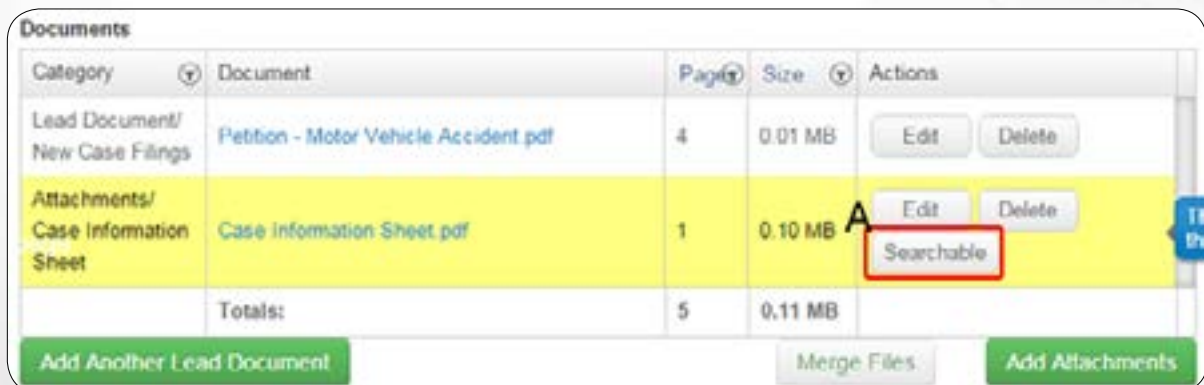 Documents
Category Document Pages Size Actions
Lead Document/
New Case Filings
Petition - Motor Vehicle Accident.pdf 4 0.01 MB Edit Delete
Attachments/
Case Information
Sheet
Case Information Sheet.pdf 1 0.10 MB A Edit Delete
Searchable
Totals: 5 0.11 MB
Add Another Lead Document Merge Files Add Attachments